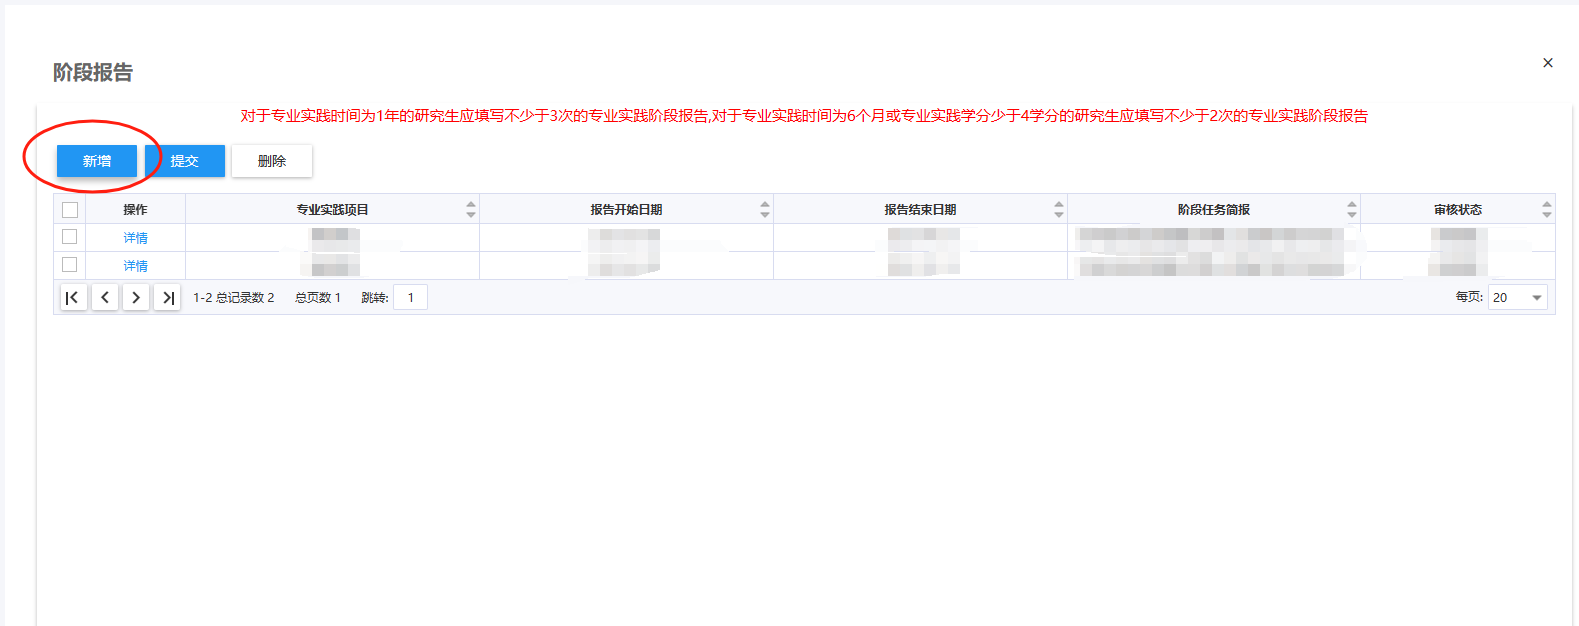 阶段报告
×
对于专业实践时间为1年的研究生应填写不少于3次的专业实践阶段报告,对于专业实践时间为6个月或专业实践学分少于4学分的研究生应填写不少于2次的专业实践阶段报告
新增 提交 删除
操作 专业实践项目 报告开始日期 报告结束日期 阶段任务简报 审核状态
详情
详情
1-2 总记录数 2 总页数 1 跳转: 1 每页: 20